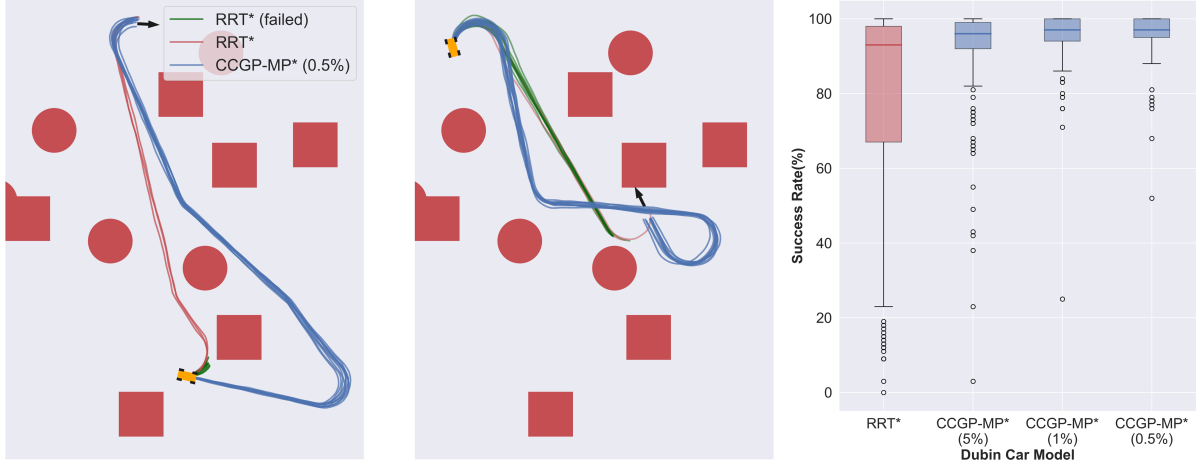 RRT* (failed)
RRT*
CCGP-MP* (0.5%)
Success Rate(%)
100
80
60
40
20
0
RRT*
CCGP-MP*
(5%)
CCGP-MP*
(1%)
CCGP-MP*
(0.5%)
Dubin Car Model